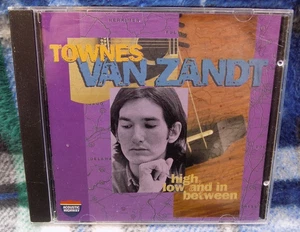 TOWNES
VAN ZANDT
high,
low and in
between